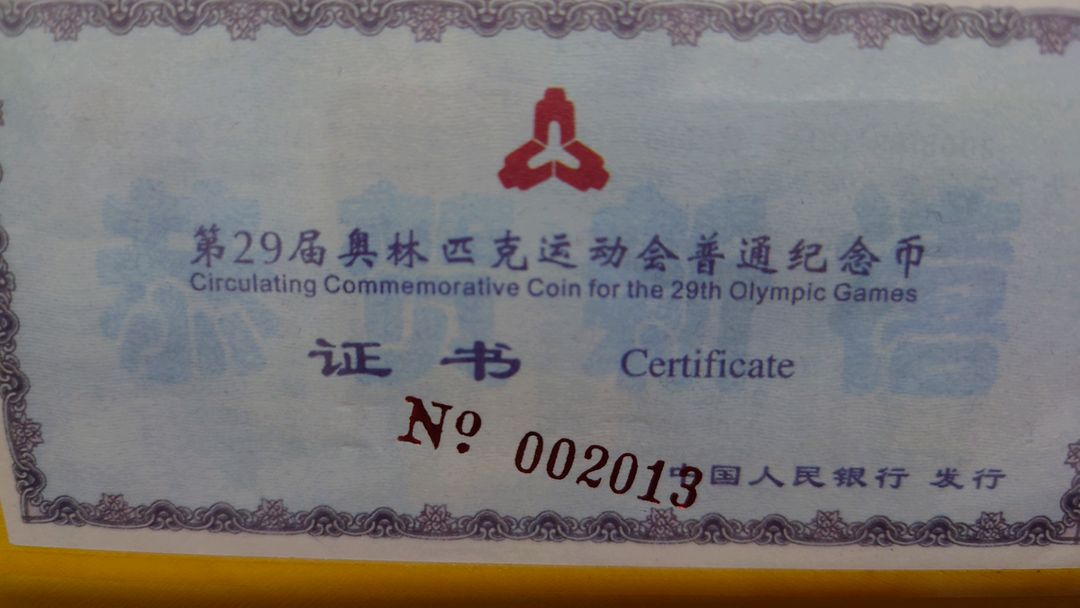 第29届奥林匹克运动会普通纪念币
Circulating Commemorative Coin for the 29th Olympic Games
证书 Certificate
Nº 002013
中国人民银行 发行